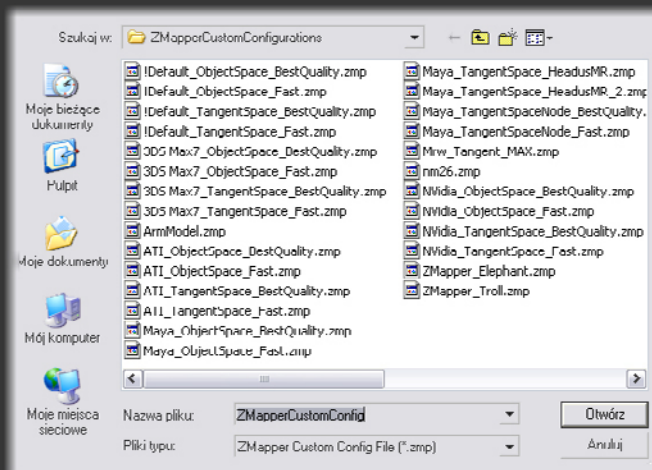 Szukaj w: ZMapperCustomConfigurations
Moje bieżące dokumenty
Pulpit
Moje dokumenty
Mój komputer
Moje miejsca sieciowe
!Default_ObjectSpace_BestQuality.zmp
!Default_ObjectSpace_Fast.zmp
!Default_TangentSpace_BestQuality.zmp
!Default_TangentSpace_Fast.zmp
3DS Max7_ObjectSpace_BestQuality.zmp
3DS Max7_ObjectSpace_Fast.zmp
3DS Max7_TangentSpace_BestQuality.zmp
3DS Max7_TangentSpace_Fast.zmp
ArmModel.zmp
ATI_ObjectSpace_BestQuality.zmp
ATI_ObjectSpace_Fast.zmp
ATI_TangentSpace_BestQuality.zmp
ATI_TangentSpace_Fast.zmp
Maya_ObjectSpace_BestQuality.zmp
Maya_ObjectSpace_Fast.zmp
Maya_TangentSpace_HeadusMR.zmp
Maya_TangentSpace_HeadusMR_2.zmp
Maya_TangentSpaceNode_BestQuality.
Maya_TangentSpaceNode_Fast.zmp
Mrw_Tangent_MAX.zmp
nm26.zmp
NVidia_ObjectSpace_BestQuality.zmp
NVidia_ObjectSpace_Fast.zmp
NVidia_TangentSpace_BestQuality.zmp
NVidia_TangentSpace_Fast.zmp
ZMapper_Elephant.zmp
ZMapper_Troll.zmp
Nazwa pliku: ZMapperCustomConfig
Otwórz
Pliki typu: ZMapper Custom Config File (*.zmp)
Anuluj